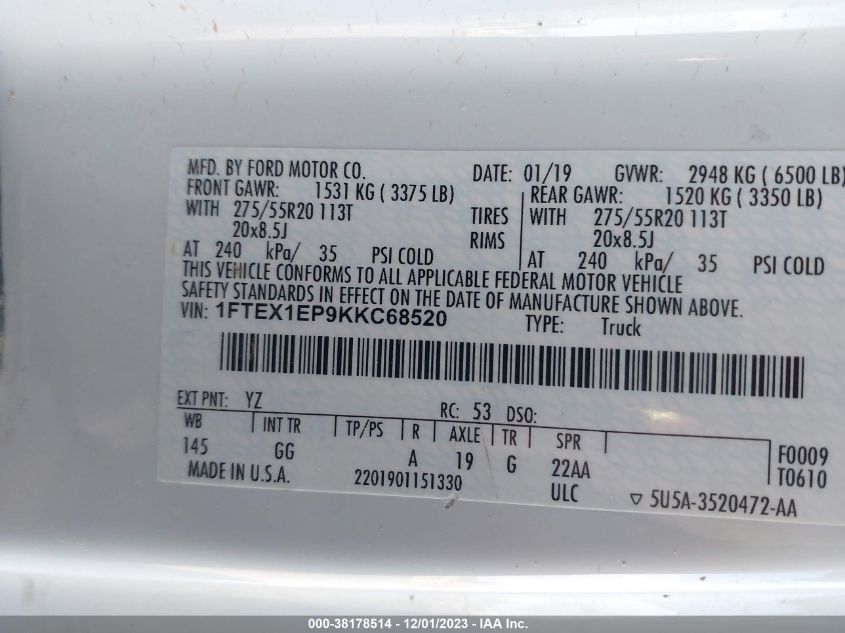 MFD. BY FORD MOTOR CO. DATE: 01/19 GVWR: 2948 KG ( 6500 LB)
FRONT GAWR: 1531 KG ( 3375 LB) REAR GAWR: 1520 KG ( 3350 LB)
WITH 275/55R20 113T TIRES WITH 275/55R20 113T
20x8.5J RIMS 20x8.5J
AT 240 kPa/ 35 PSI COLD AT 240 kPa/ 35 PSI COLD
THIS VEHICLE CONFORMS TO ALL APPLICABLE FEDERAL MOTOR VEHICLE
SAFETY STANDARDS IN EFFECT ON THE DATE OF MANUFACTURE SHOWN ABOVE.
VIN: 1FTEX1EP9KKC68520 TYPE: Truck
EXT PNT: YZ RC: 53 DSO:
WB INT TR TP/PS R AXLE TR SPR F0009
145 GG A 19 G 22AA T0610
MADE IN U.S.A. 2201901151330 ULC ▽ 5U5A-3520472-AA
000-38178514 - 12/01/2023 - IAA Inc.